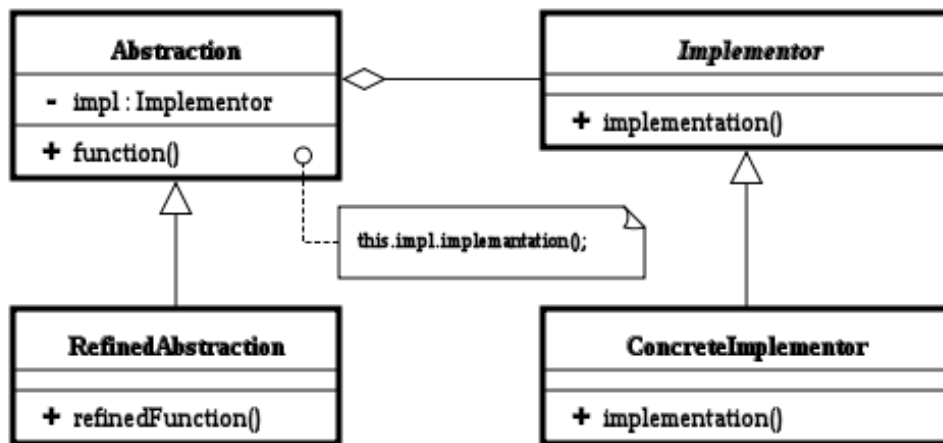 Abstraction
- impl : Implementor
+ function()
Implementor
+ implementation()
this.impl.implemantation();
RefinedAbstraction
+ refinedFunction()
ConcreteImplementor
+ implementation()